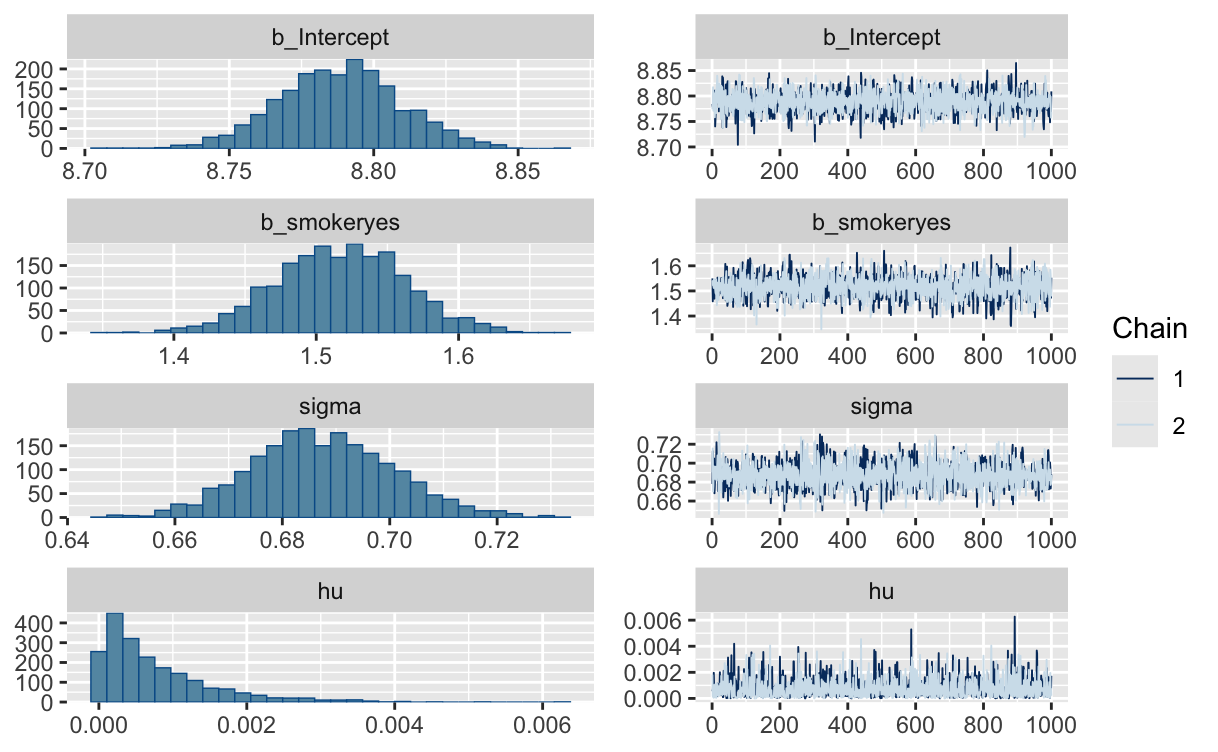 b_Intercept
200
150
100
50
0
8.70 8.75 8.80 8.85
b_Intercept
8.85
8.80
8.75
8.70
0 200 400 600 800 1000
b_smokeryes
150
100
50
0
1.4 1.5 1.6
b_smokeryes
1.6
1.5
1.4
0 200 400 600 800 1000
sigma
150
100
50
0
0.64 0.66 0.68 0.70 0.72
sigma
0.72
0.70
0.68
0.66
0 200 400 600 800 1000
hu
400
300
200
100
0
0.000 0.002 0.004 0.006
hu
0.006
0.004
0.002
0.000
0 200 400 600 800 1000
Chain
1
2